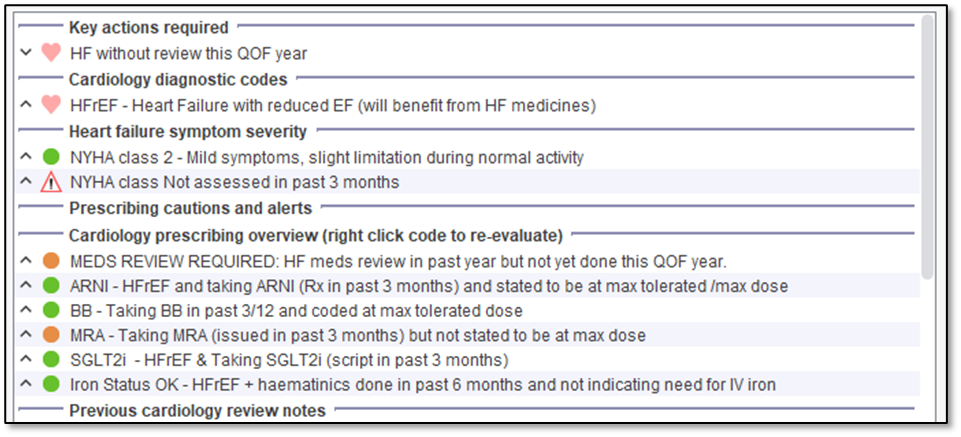 Key actions required
HF without review this QOF year
Cardiology diagnostic codes
HFrEF - Heart Failure with reduced EF (will benefit from HF medicines)
Heart failure symptom severity
NYHA class 2 - Mild symptoms, slight limitation during normal activity
NYHA class Not assessed in past 3 months
Prescribing cautions and alerts
Cardiology prescribing overview (right click code to re-evaluate)
MEDS REVIEW REQUIRED: HF meds review in past year but not yet done this QOF year.
ARNI - HFrEF and taking ARNI (Rx in past 3 months) and stated to be at max tolerated /max dose
BB - Taking BB in past 3/12 and coded at max tolerated dose
MRA - Taking MRA (issued in past 3 months) but not stated to be at max dose
SGLT2i - HFrEF & Taking SGLT2i (script in past 3 months)
Iron Status OK - HFrEF + haematinics done in past 6 months and not indicating need for IV iron
Previous cardiology review notes